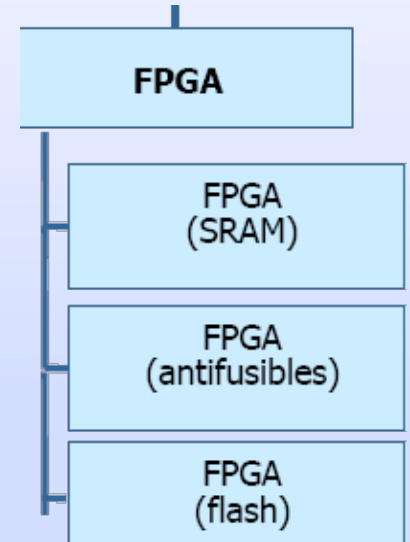 FPGA
FPGA
(SRAM)
FPGA
(antifusibles)
FPGA
(flash)